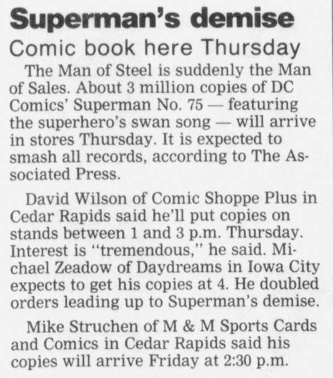 Superman's demise
Comic book here Thursday
The Man of Steel is suddenly the Man
of Sales. About 3 million copies of DC
Comics' Superman No. 75 — featuring
the superhero's swan song — will arrive
in stores Thursday. It is expected to
smash all records, according to The As-
sociated Press.
David Wilson of Comic Shoppe Plus in
Cedar Rapids said he'll put copies on
stands between 1 and 3 p.m. Thursday.
Interest is "tremendous," he said. Mi-
chael Zeadow of Daydreams in Iowa City
expects to get his copies at 4. He doubled
orders leading up to Superman's demise.
Mike Struchen of M & M Sports Cards
and Comics in Cedar Rapids said his
copies will arrive Friday at 2:30 p.m.